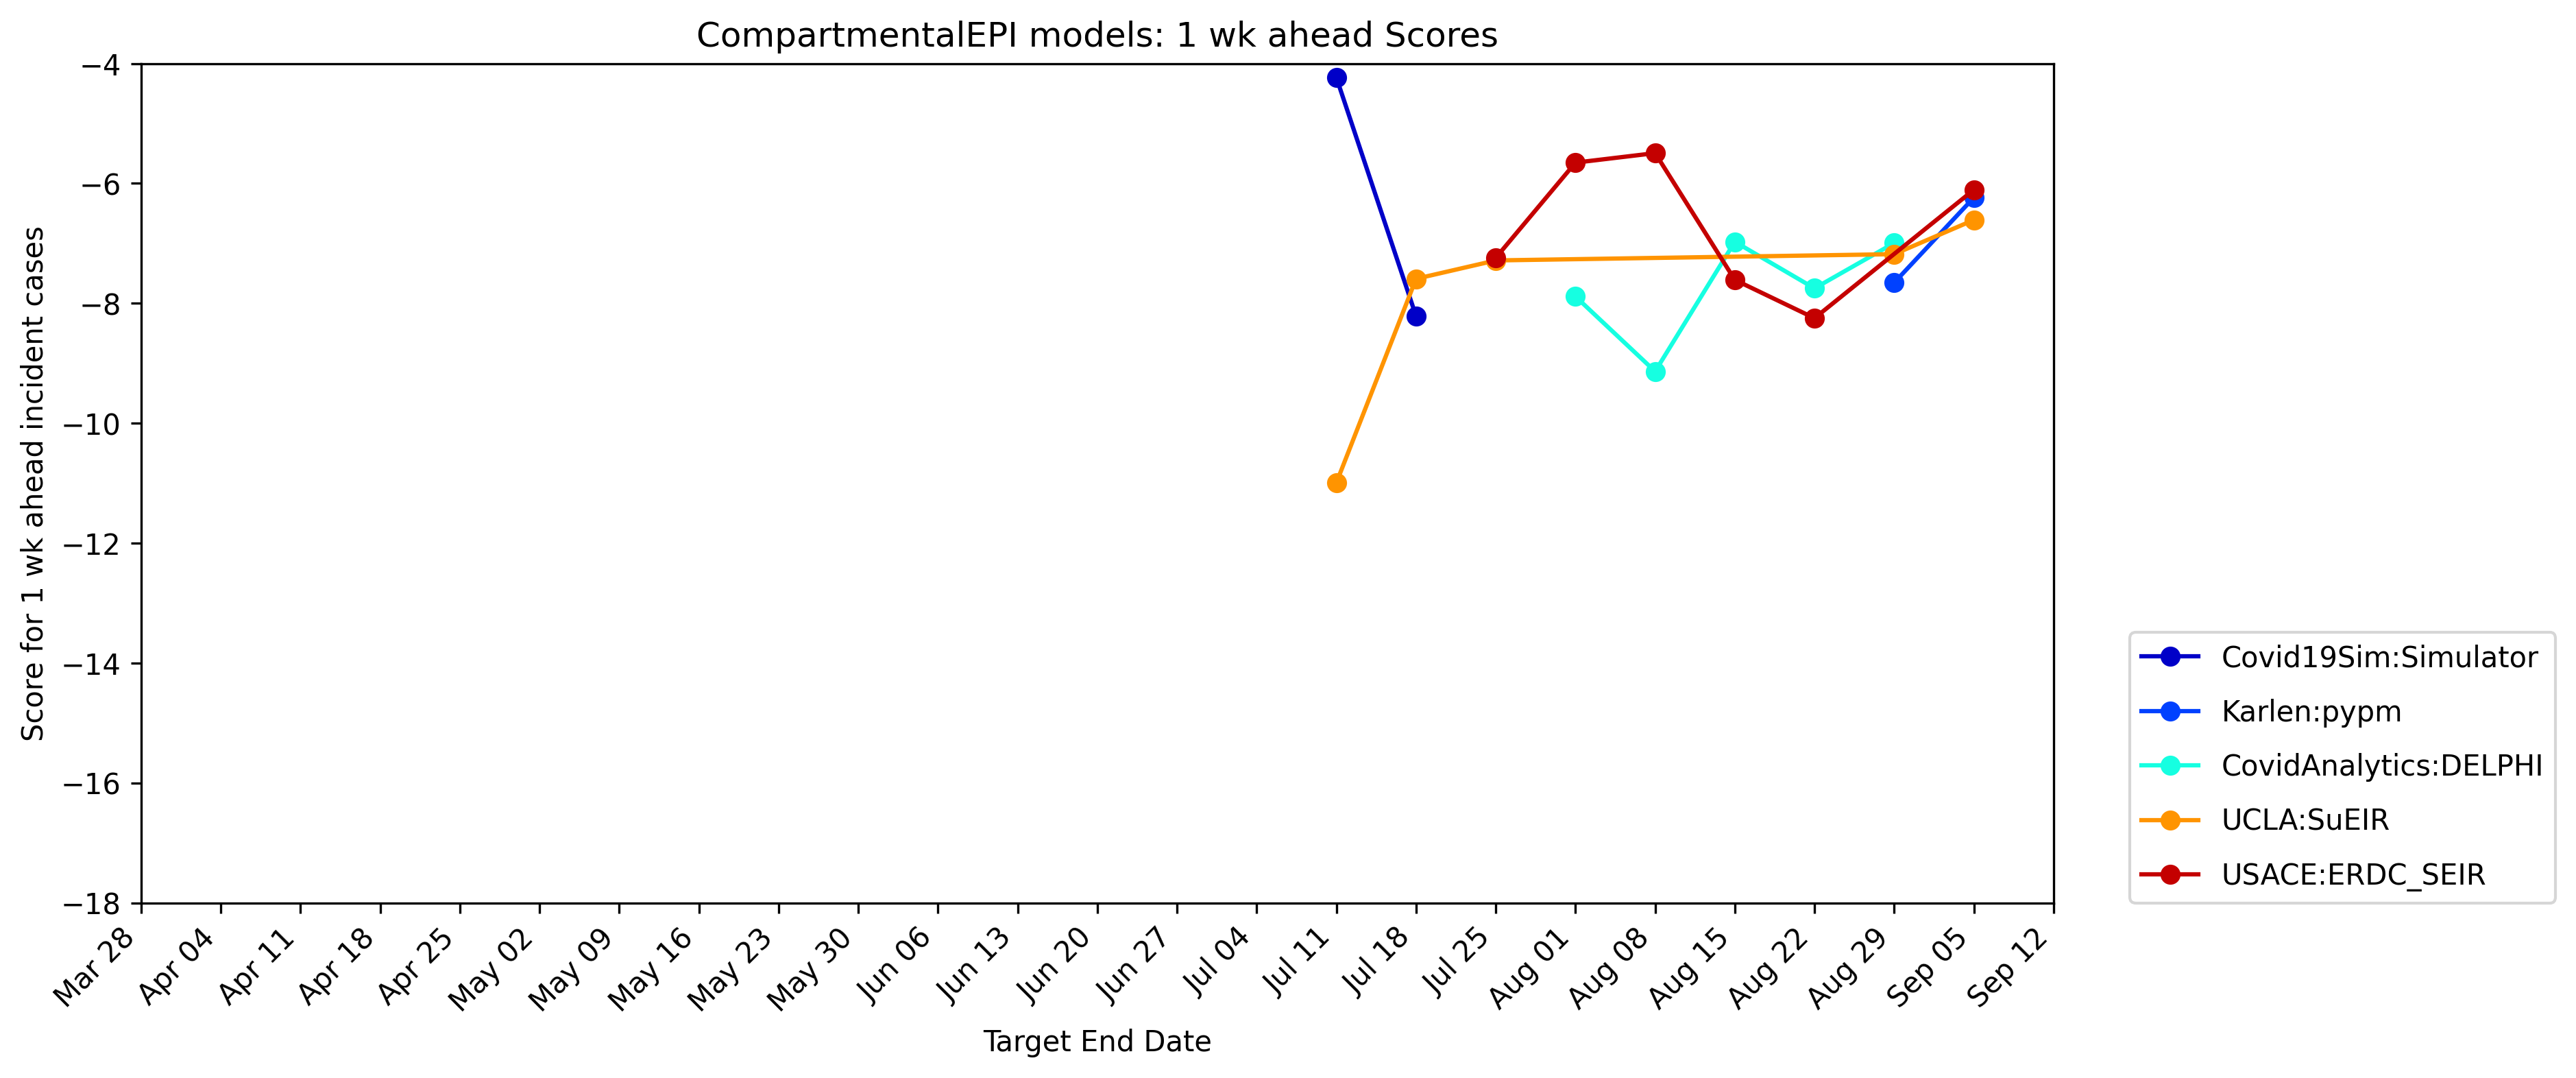 CompartmentalEPI models: 1 wk ahead Scores
Score for 1 wk ahead incident cases
−4
−6
−8
−10
−12
−14
−16
−18
Mar 28
Apr 04
Apr 11
Apr 18
Apr 25
May 02
May 09
May 16
May 23
May 30
Jun 06
Jun 13
Jun 20
Jun 27
Jul 04
Jul 11
Jul 18
Jul 25
Aug 01
Aug 08
Aug 15
Aug 22
Aug 29
Sep 05
Sep 12
Target End Date
Covid19Sim:Simulator
Karlen:pypm
CovidAnalytics:DELPHI
UCLA:SuEIR
USACE:ERDC_SEIR